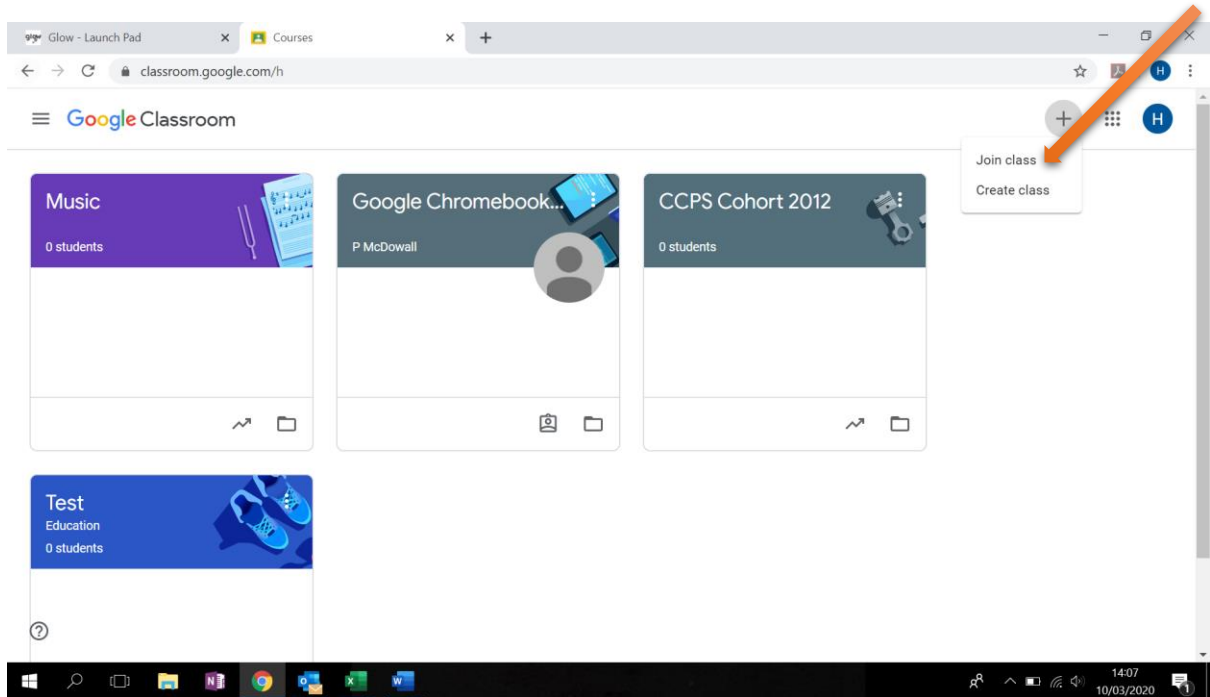 Glow - Launch Pad
Courses
classroom.google.com/h
H
Google Classroom
H
Join class
Create class
Music
0 students
Google Chromebook...
P McDowall
CCPS Cohort 2012
0 students
Test
Education
0 students
14:07
10/03/2020